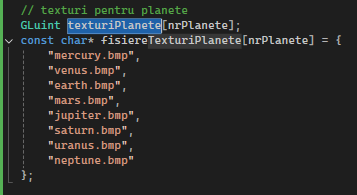 // texturi pentru planete
GLuint texturiPlanete[nrPlanete];
const char* fisiereTexturiPlanete[nrPlanete] = {
    "mercury.bmp",
    "venus.bmp",
    "earth.bmp",
    "mars.bmp",
    "jupiter.bmp",
    "saturn.bmp",
    "uranus.bmp",
    "neptune.bmp"
};